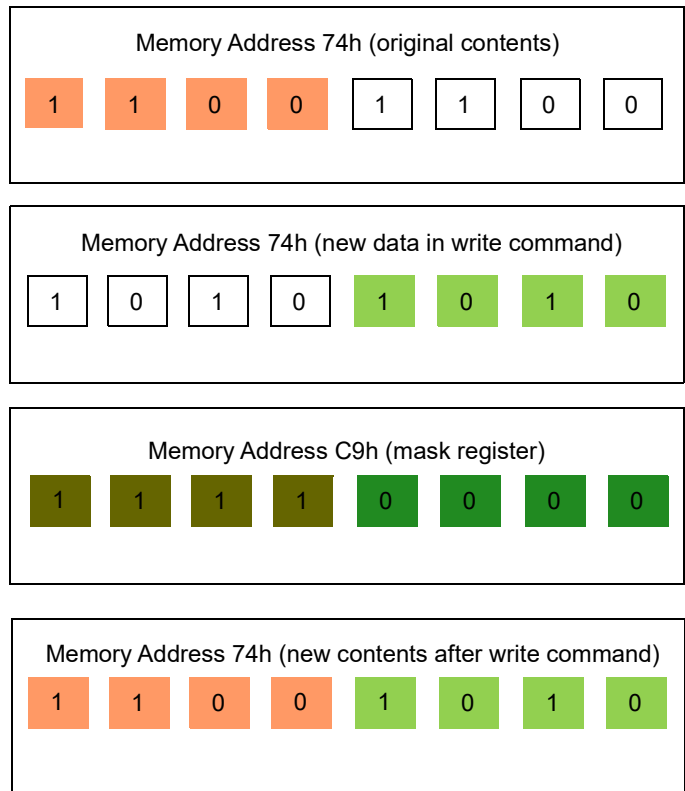 Memory Address 74h (original contents)
1 1 0 0 1 1 0 0
Memory Address 74h (new data in write command)
1 0 1 0 1 0 1 0
Memory Address C9h (mask register)
1 1 1 1 0 0 0 0
Memory Address 74h (new contents after write command)
1 1 0 0 1 0 1 0